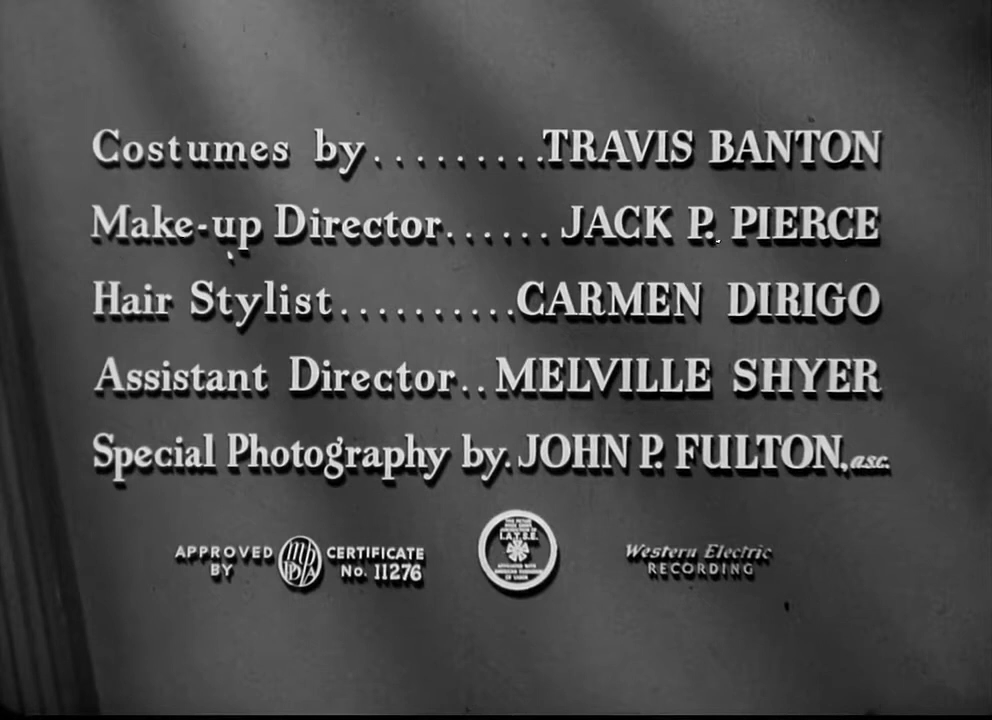 Costumes by.........TRAVIS BANTON
Make-up Director......JACK P. PIERCE
Hair Stylist..........CARMEN DIRIGO
Assistant Director..MELVILLE SHYER
Special Photography by.JOHN P. FULTON, a.s.c.
APPROVED BY
CERTIFICATE No. 11276
I.A.T.S.E.
Western Electric
RECORDING